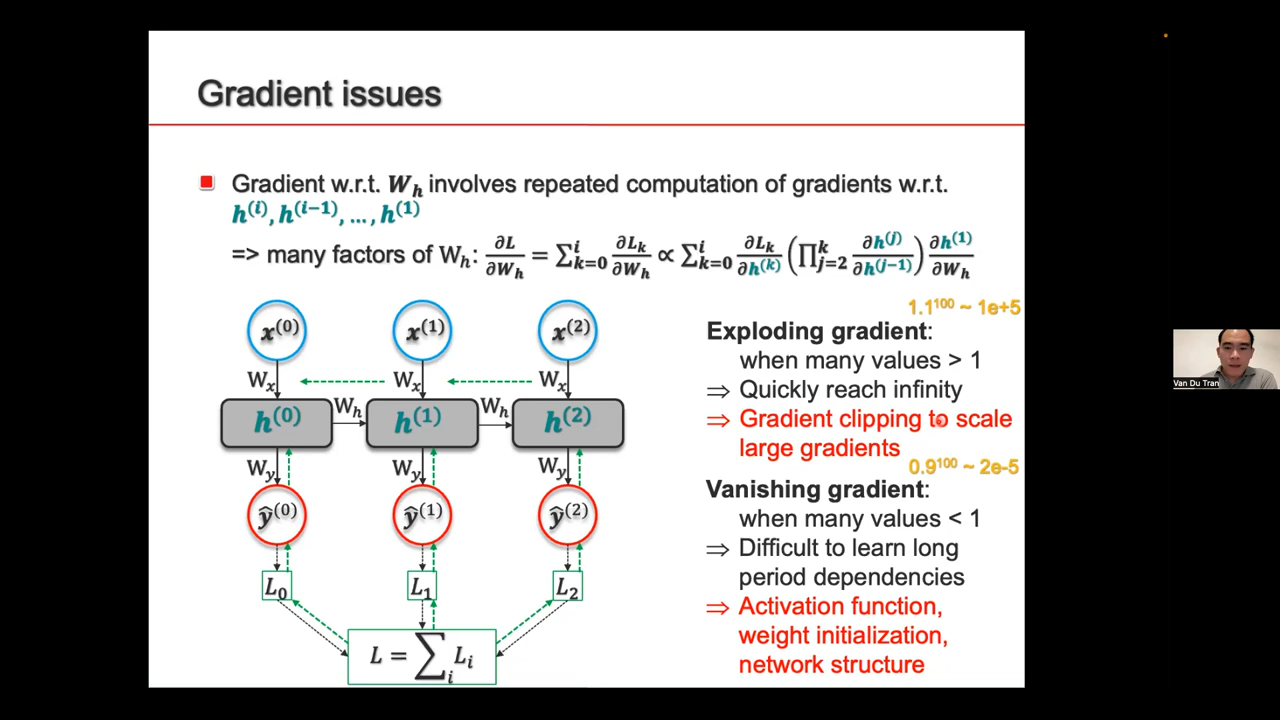 Gradient issues
Gradient w.r.t. W_h involves repeated computation of gradients w.r.t.
h^(i), h^(i−1), ..., h^(1)
=> many factors of W_h: ∂L/∂W_h = ∑_{k=0}^{i} ∂L_k/∂W_h ∝ ∑_{k=0}^{i} ∂L_k/∂h^(k) (∏_{j=2}^{k} ∂h^(j)/∂h^(j−1)) ∂h^(1)/∂W_h
x^(0) x^(1) x^(2)
W_x W_x W_x
h^(0) W_h h^(1) W_h h^(2)
W_y W_y W_y
ŷ^(0) ŷ^(1) ŷ^(2)
L_0 L_1 L_2
L = ∑_i L_i
1.1^100 ~ 1e+5
Exploding gradient:
when many values > 1
⇒ Quickly reach infinity
⇒ Gradient clipping to scale
large gradients
0.9^100 ~ 2e-5
Vanishing gradient:
when many values < 1
⇒ Difficult to learn long
period dependencies
⇒ Activation function,
weight initialization,
network structure
Van Du Tran